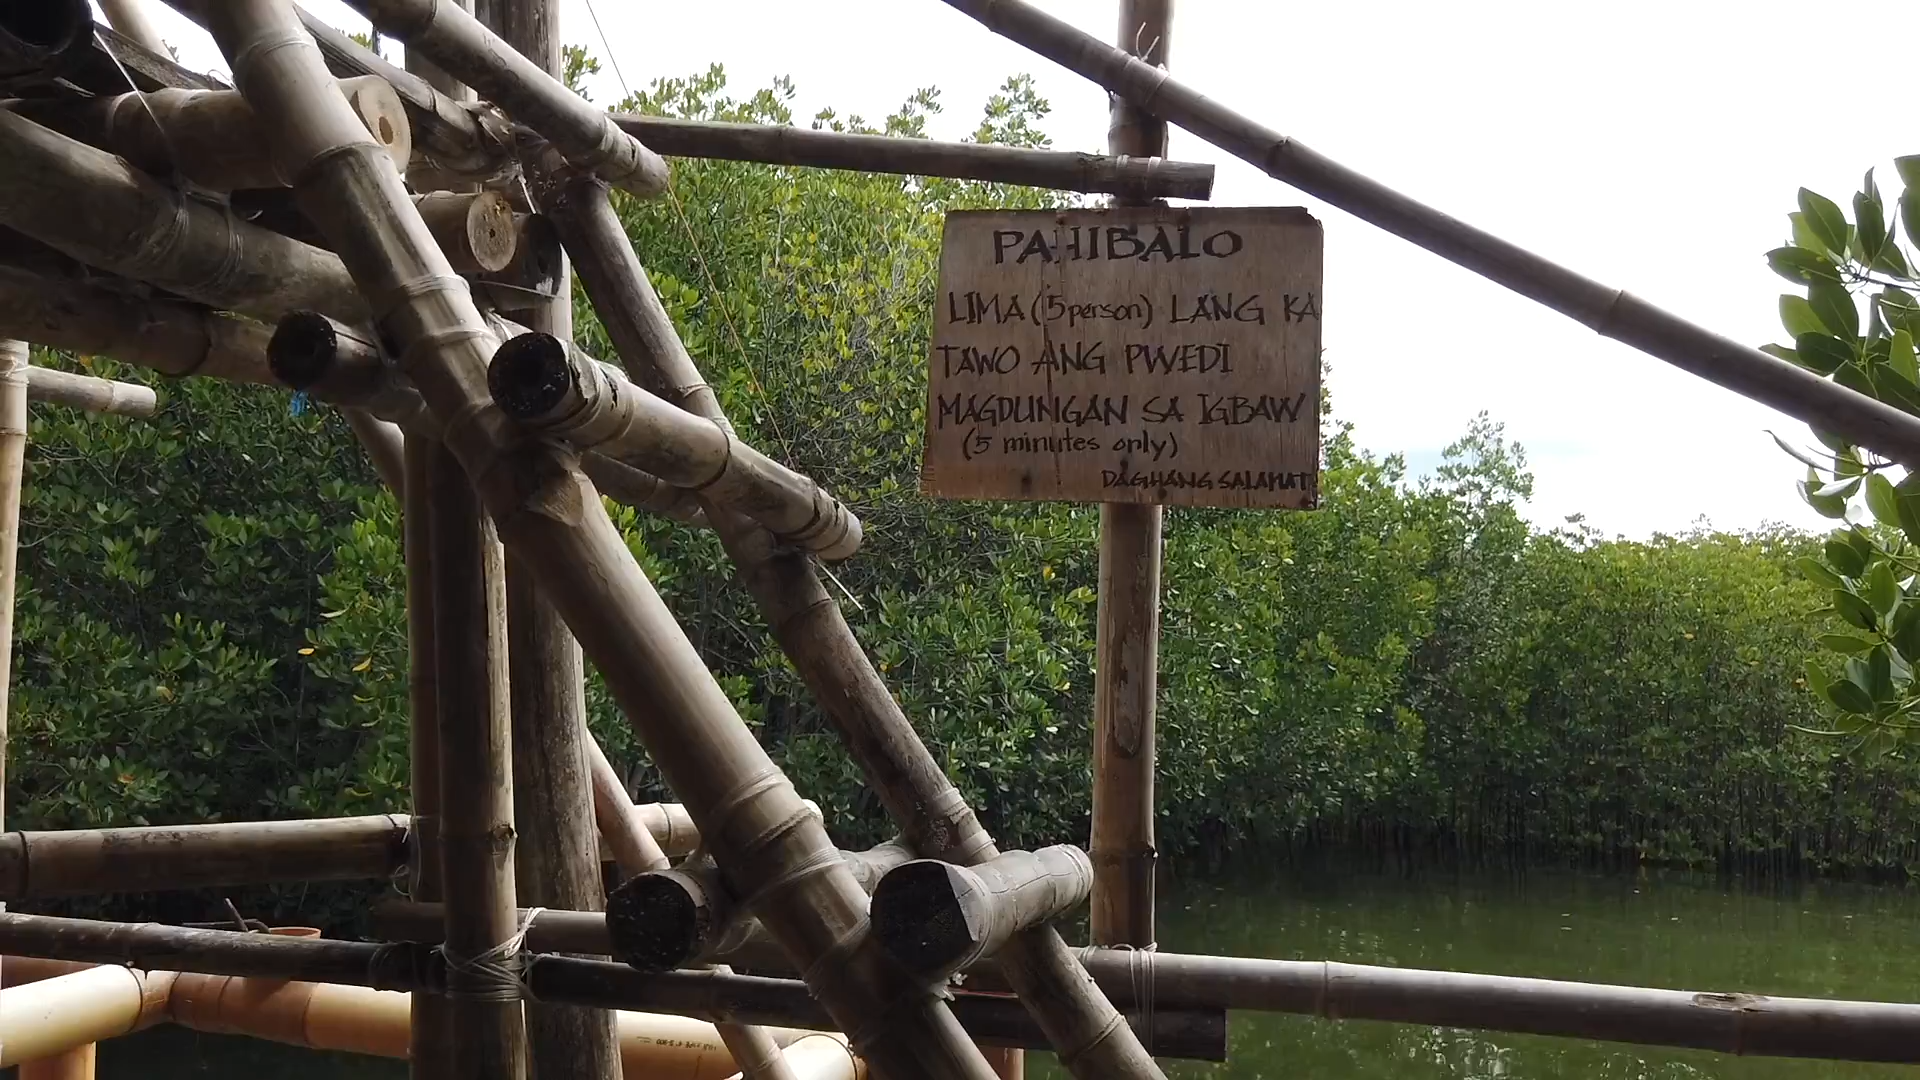 PAHIBALO
LIMA (5 person) LANG KA
TAWO ANG PWEDI
MAGDUNGAN SA IGBAW
(5 minutes only)
DAGHANG SALAMAT